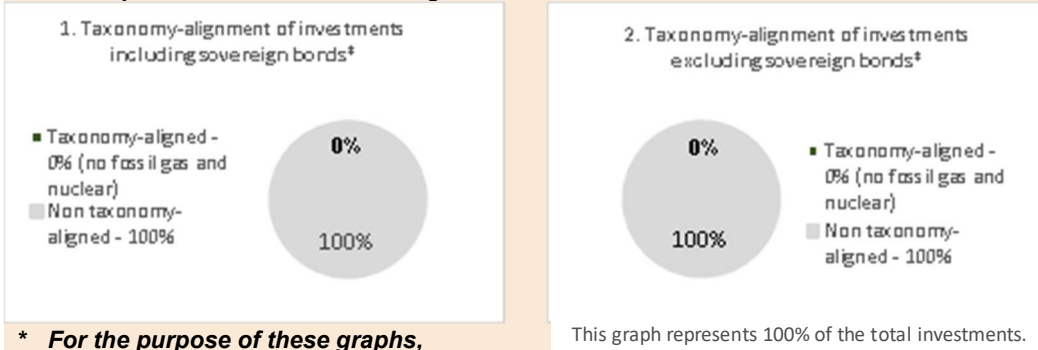 1. Taxonomy-alignment of investments
including sovereign bonds*
Taxonomy-aligned -
0% (no fossil gas and
nuclear)
Non taxonomy-
aligned - 100%
0%
100%
2. Taxonomy-alignment of investments
excluding sovereign bonds*
0%
100%
Taxonomy-aligned -
0% (no fossil gas and
nuclear)
Non taxonomy-
aligned - 100%
* For the purpose of these graphs,
This graph represents 100% of the total investments.